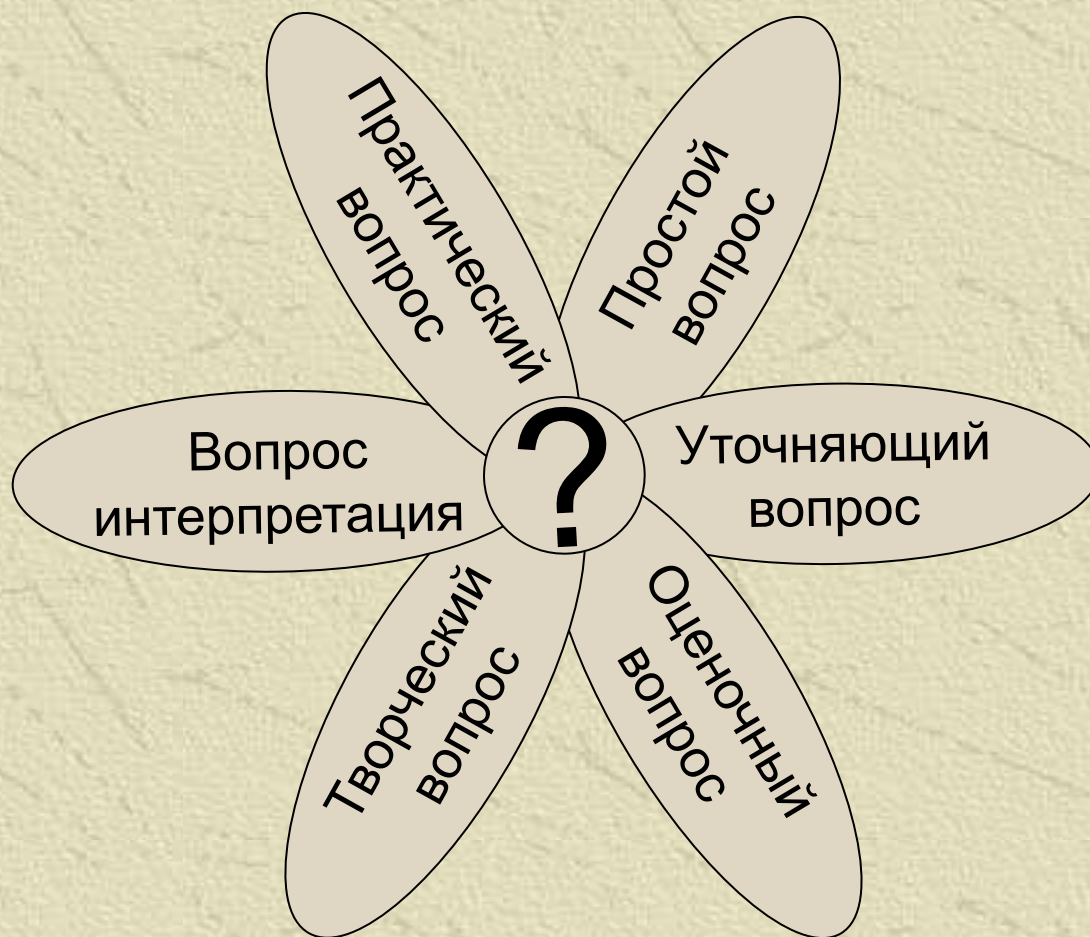 Практический
вопрос
Простой
вопрос
Вопрос
интерпретация
?
Уточняющий
вопрос
Творческий
вопрос
Оценочный
вопрос